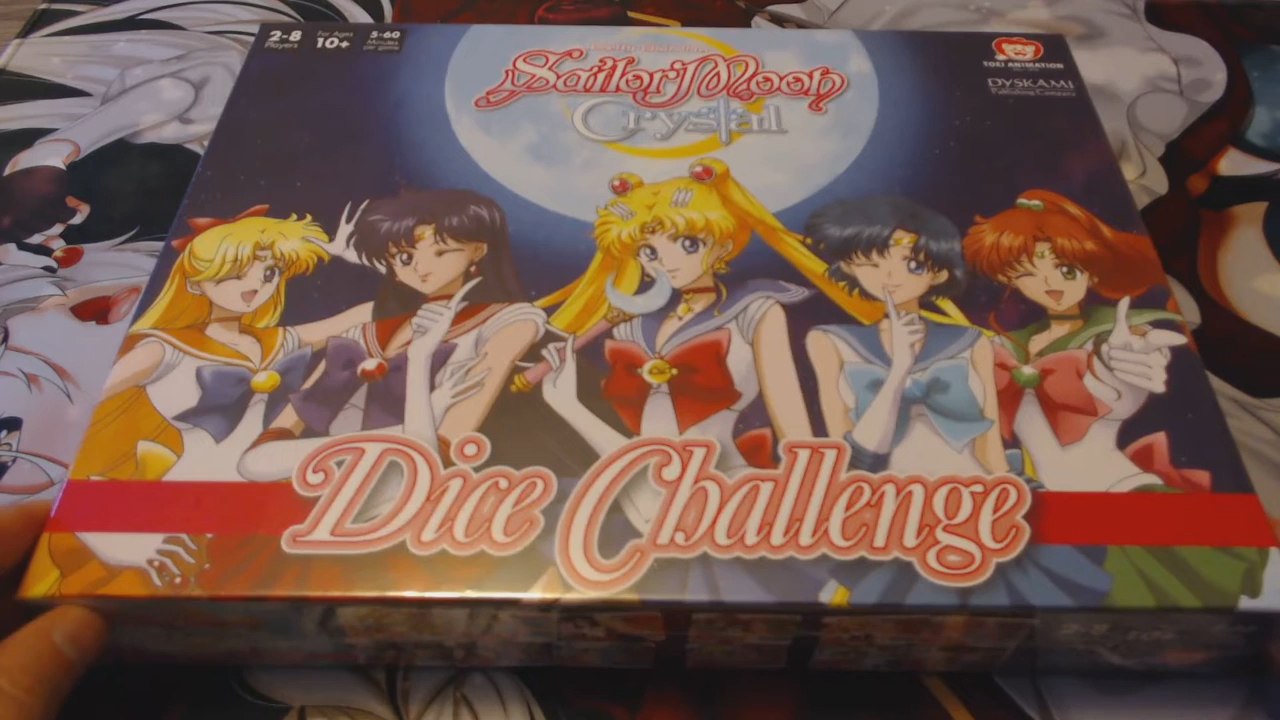 2-8
Players
For Ages
10+
5-60
Minutes
per game
Sailor Moon
Crystal
TOEI ANIMATION
DYSKAMI
Publishing Company
Dice Challenge